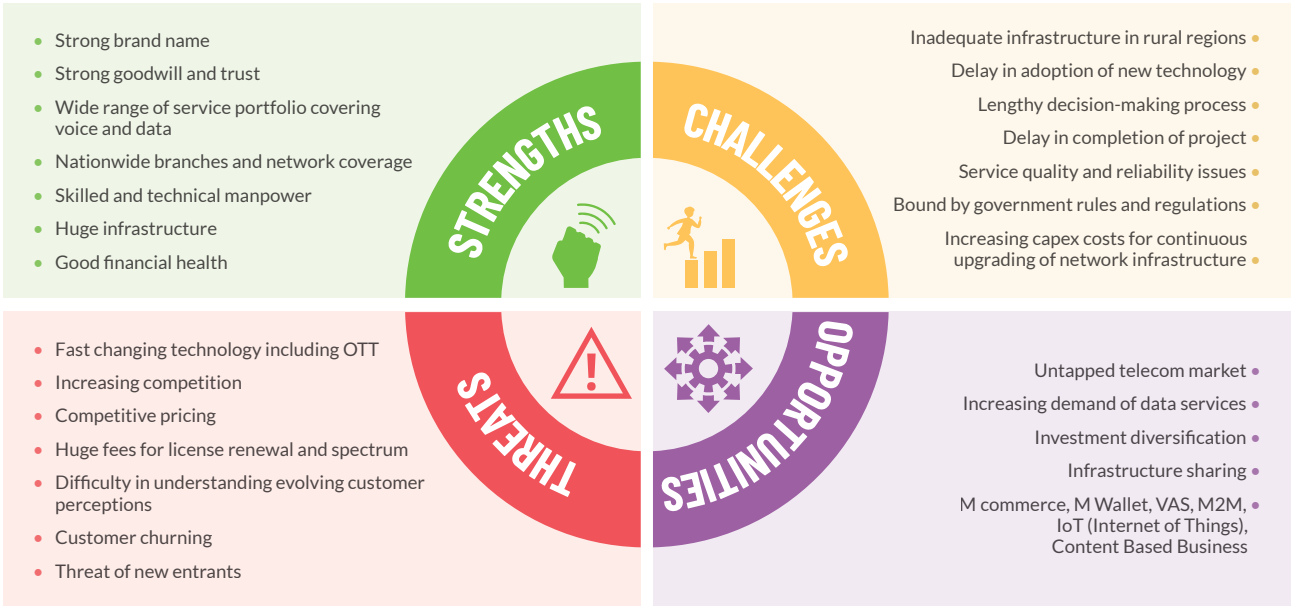 Strong brand name
Strong goodwill and trust
Wide range of service portfolio covering
voice and data
Nationwide branches and network coverage
Skilled and technical manpower
Huge infrastructure
Good financial health
STRENGTHS
CHALLENGES
Inadequate infrastructure in rural regions
Delay in adoption of new technology
Lengthy decision-making process
Delay in completion of project
Service quality and reliability issues
Bound by government rules and regulations
Increasing capex costs for continuous
upgrading of network infrastructure
Fast changing technology including OTT
Increasing competition
Competitive pricing
Huge fees for license renewal and spectrum
Difficulty in understanding evolving customer
perceptions
Customer churning
Threat of new entrants
THREATS
OPPORTUNITIES
Untapped telecom market
Increasing demand of data services
Investment diversification
Infrastructure sharing
M commerce, M Wallet, VAS, M2M,
IoT (Internet of Things),
Content Based Business